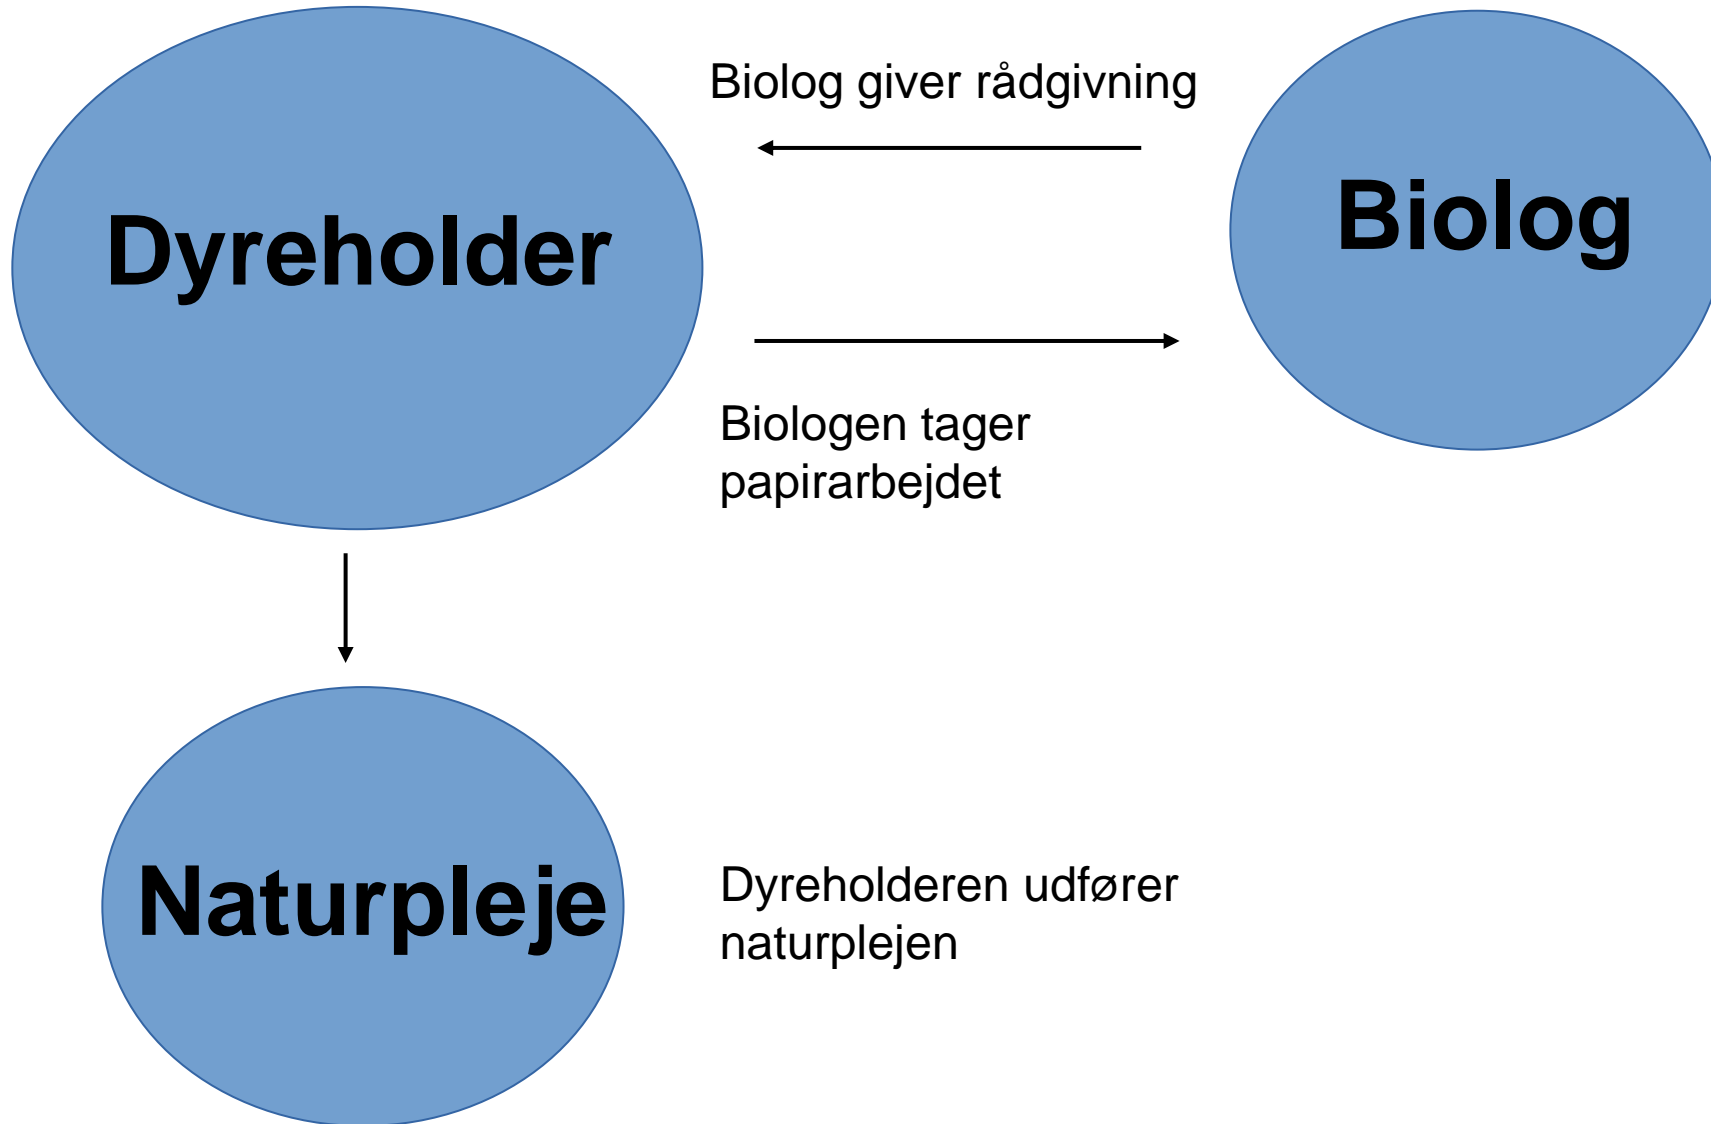 Biolog giver rådgivning
Dyreholder
Biolog
Biologen tager
papirarbejdet
Naturpleje
Dyreholderen udfører
naturplejen